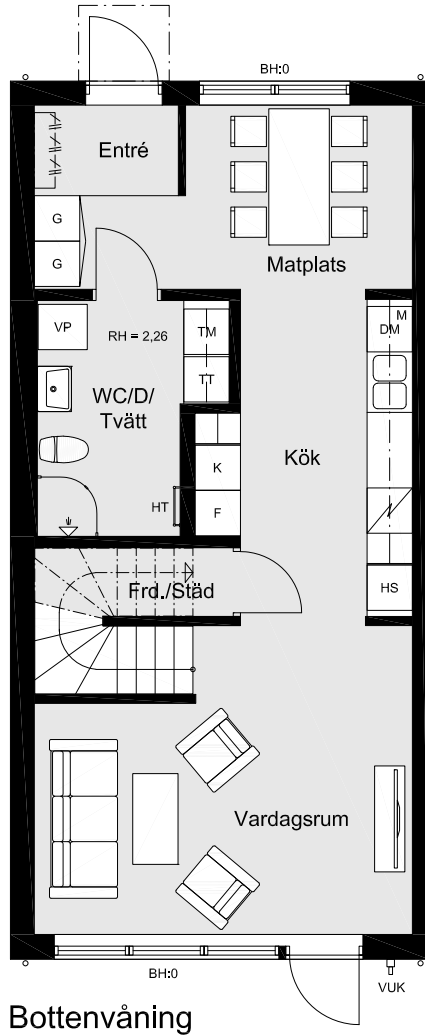 BH:0
Entré
G
G
Matplats
VP
RH = 2,26
TM
TT
M
DM
WC/D/
Tvätt
Kök
K
F
HT
Frd./Städ
HS
Vardagsrum
BH:0
VUK
Bottenvåning